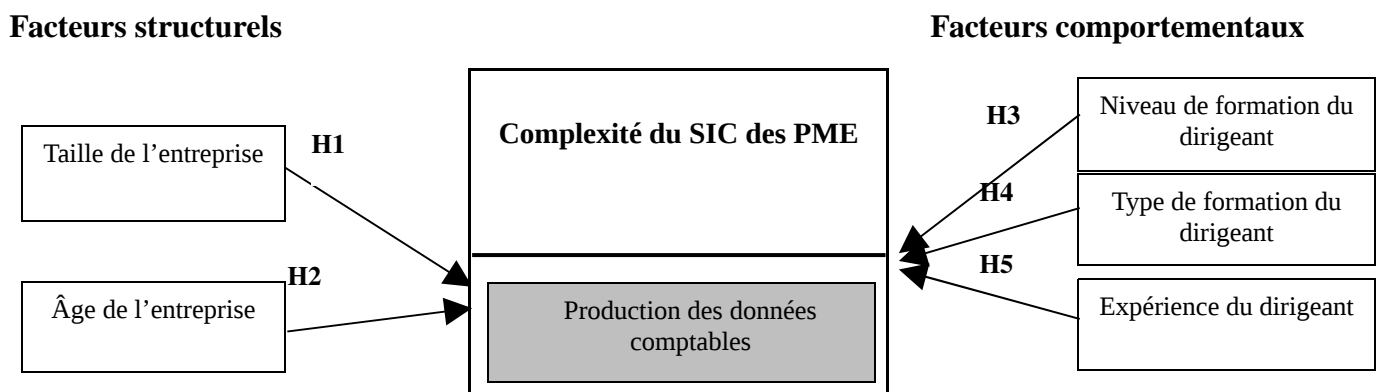 Facteurs structurels
Facteurs comportementaux
Taille de l’entreprise
H1
Âge de l’entreprise
H2
Complexité du SIC des PME
Production des données
comptables
H3
Niveau de formation du
dirigeant
H4
Type de formation du
dirigeant
H5
Expérience du dirigeant